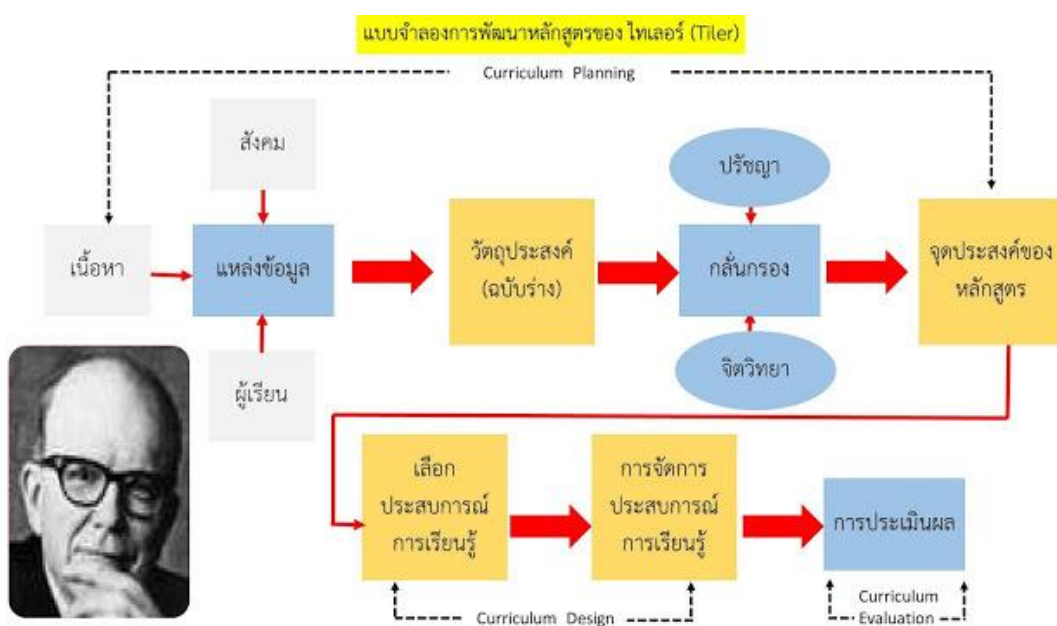 แบบจำลองการพัฒนาหลักสูตรของ ไทเลอร์ (Tiler)
Curriculum Planning
สังคม
ปรัชญา
เนื้อหา
แหล่งข้อมูล
วัตถุประสงค์
(ฉบับร่าง)
กลั่นกรอง
จุดประสงค์ของ
หลักสูตร
ผู้เรียน
จิตวิทยา
เลือก
ประสบการณ์
การเรียนรู้
การจัดการ
ประสบการณ์
การเรียนรู้
การประเมินผล
Curriculum Design
Curriculum
Evaluation